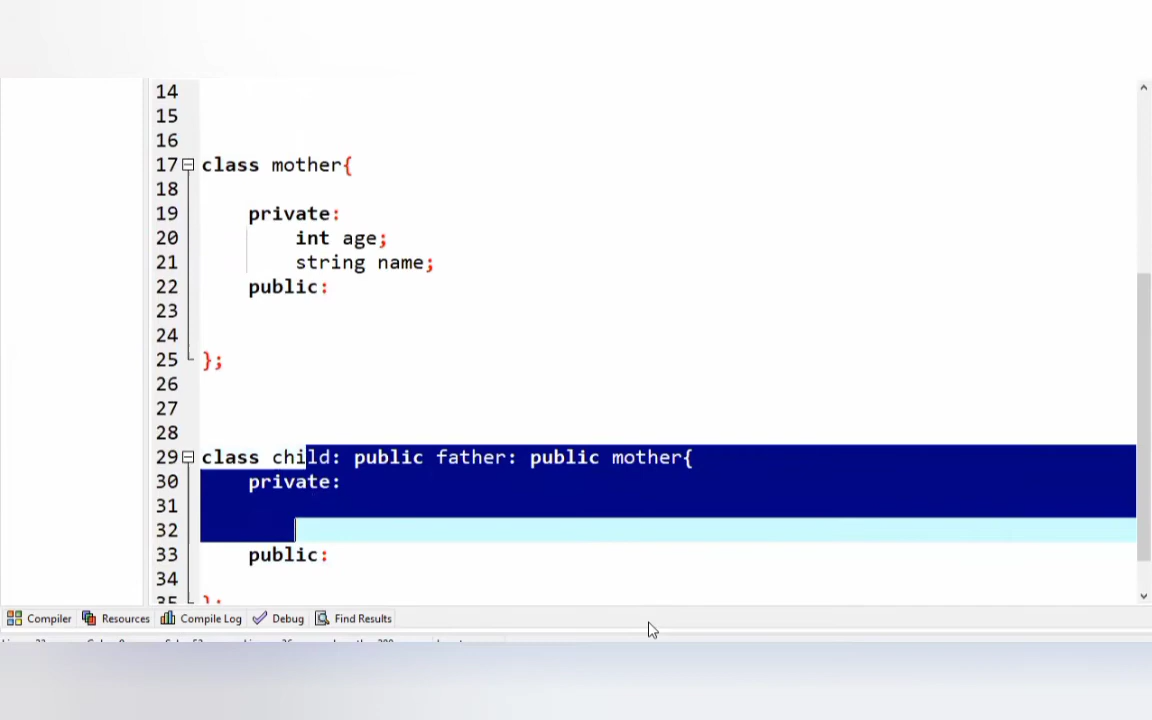 14
15
16
17 class mother{
18
19 private:
20 int age;
21 string name;
22 public:
23
24
25 };
26
27
28
29 class child: public father: public mother{
30 private:
31
32
33 public:
34
35 };
Compiler Resources Compile Log Debug Find Results